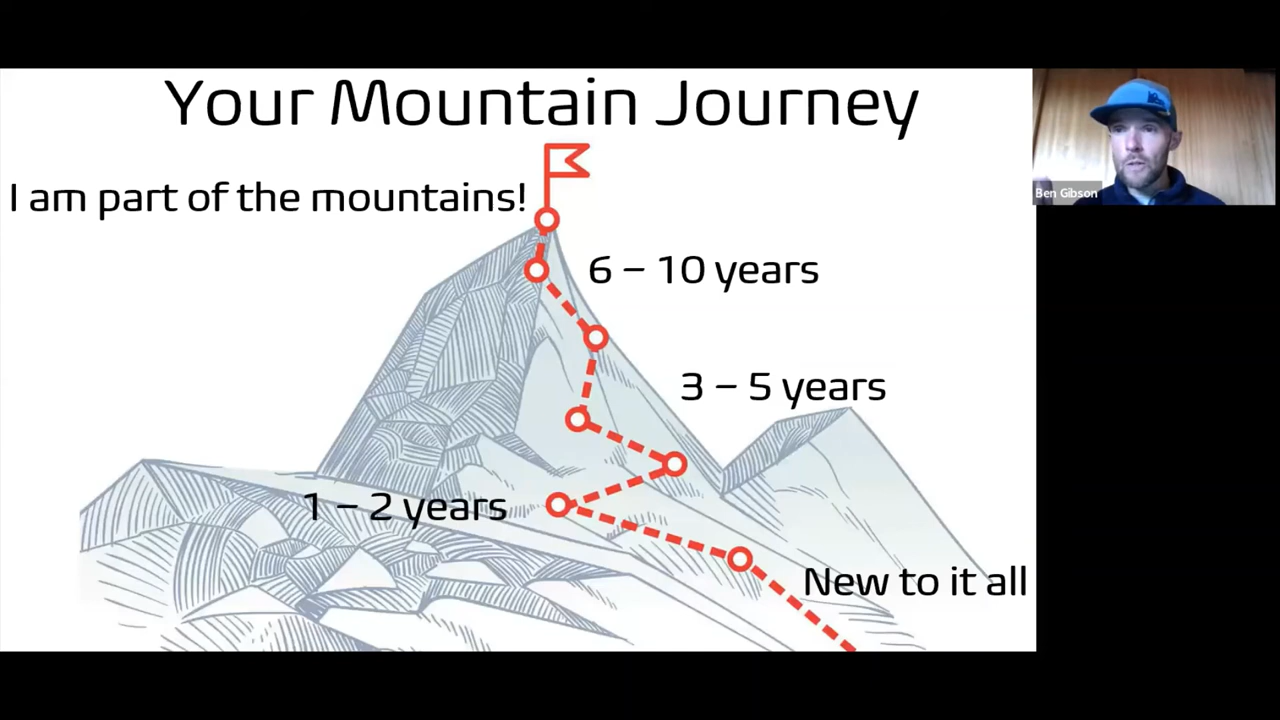 Your Mountain Journey
I am part of the mountains!
Ben Gibson
6 – 10 years
3 – 5 years
1 – 2 years
New to it all